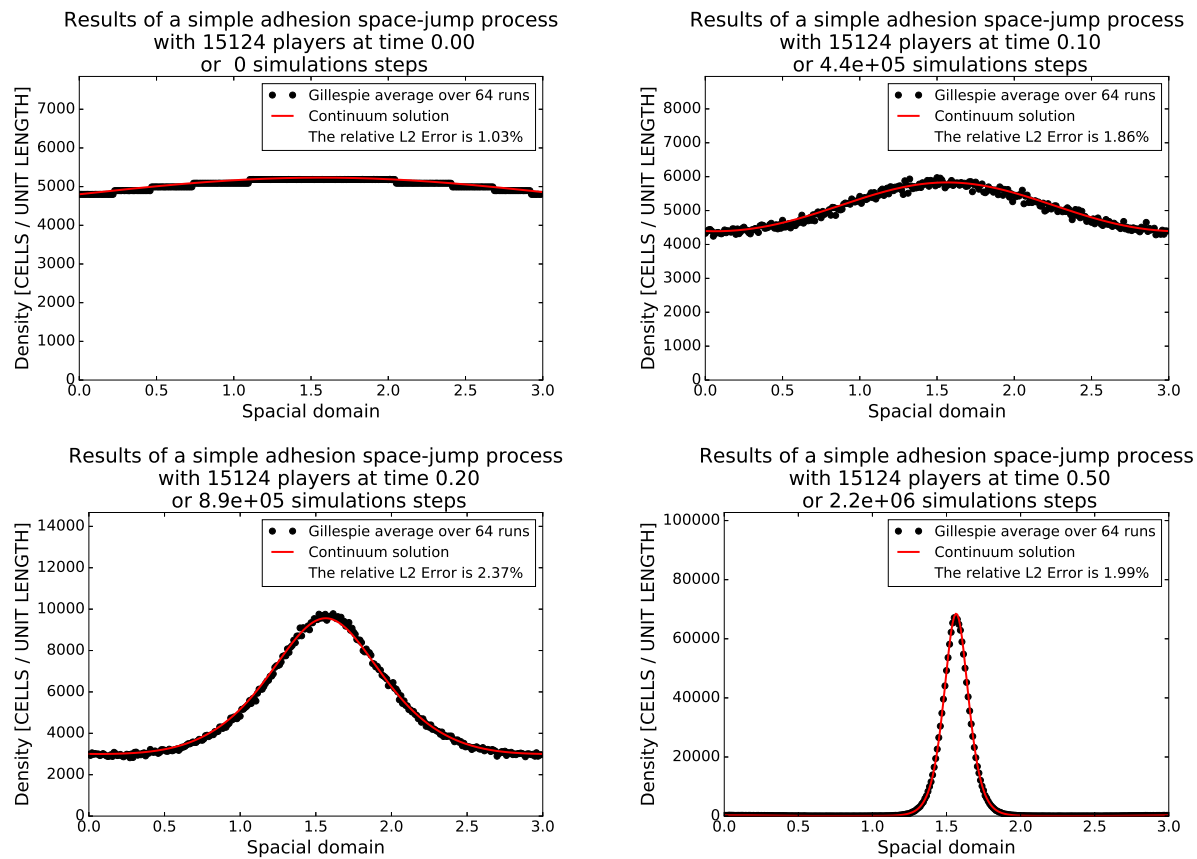 Results of a simple adhesion space-jump process
with 15124 players at time 0.00
or  0 simulations steps
Gillespie average over 64 runs
Continuum solution
The relative L2 Error is 1.03%
Density [CELLS / UNIT LENGTH]
7000
6000
5000
4000
3000
2000
1000
0
0.0 0.5 1.0 1.5 2.0 2.5 3.0
Spacial domain
Results of a simple adhesion space-jump process
with 15124 players at time 0.10
or 4.4e+05 simulations steps
Gillespie average over 64 runs
Continuum solution
The relative L2 Error is 1.86%
Density [CELLS / UNIT LENGTH]
8000
7000
6000
5000
4000
3000
2000
1000
0
0.0 0.5 1.0 1.5 2.0 2.5 3.0
Spacial domain
Results of a simple adhesion space-jump process
with 15124 players at time 0.20
or 8.9e+05 simulations steps
Gillespie average over 64 runs
Continuum solution
The relative L2 Error is 2.37%
Density [CELLS / UNIT LENGTH]
14000
12000
10000
8000
6000
4000
2000
0
0.0 0.5 1.0 1.5 2.0 2.5 3.0
Spacial domain
Results of a simple adhesion space-jump process
with 15124 players at time 0.50
or 2.2e+06 simulations steps
Gillespie average over 64 runs
Continuum solution
The relative L2 Error is 1.99%
Density [CELLS / UNIT LENGTH]
100000
80000
60000
40000
20000
0
0.0 0.5 1.0 1.5 2.0 2.5 3.0
Spacial domain